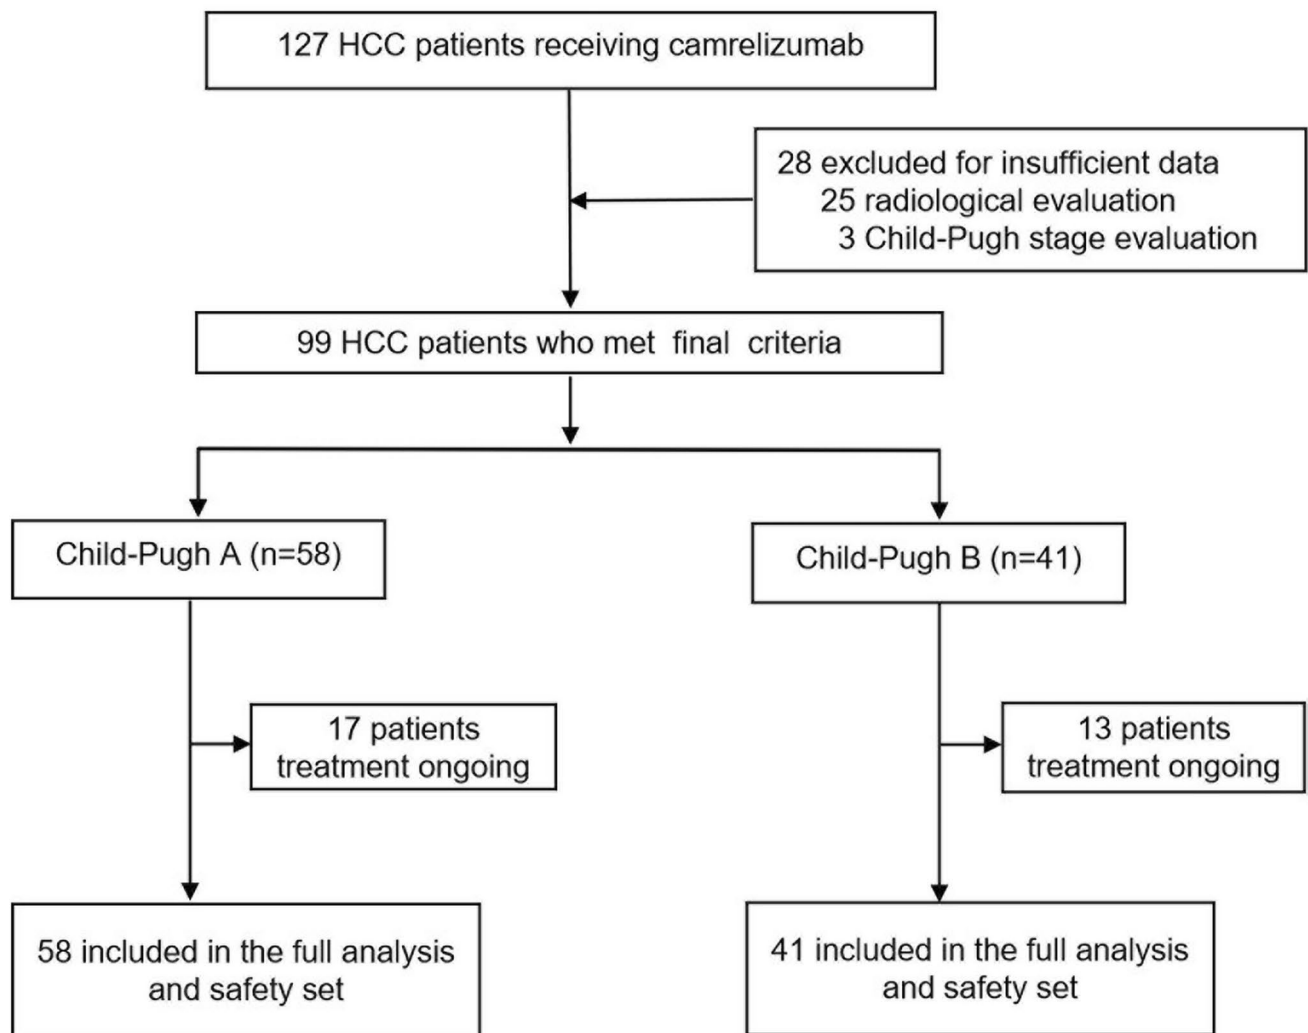 127 HCC patients receiving camrelizumab
28 excluded for insufficient data
25 radiological evaluation
3 Child-Pugh stage evaluation
99 HCC patients who met final criteria
Child-Pugh A (n=58)
Child-Pugh B (n=41)
17 patients
treatment ongoing
13 patients
treatment ongoing
58 included in the full analysis
and safety set
41 included in the full analysis
and safety set